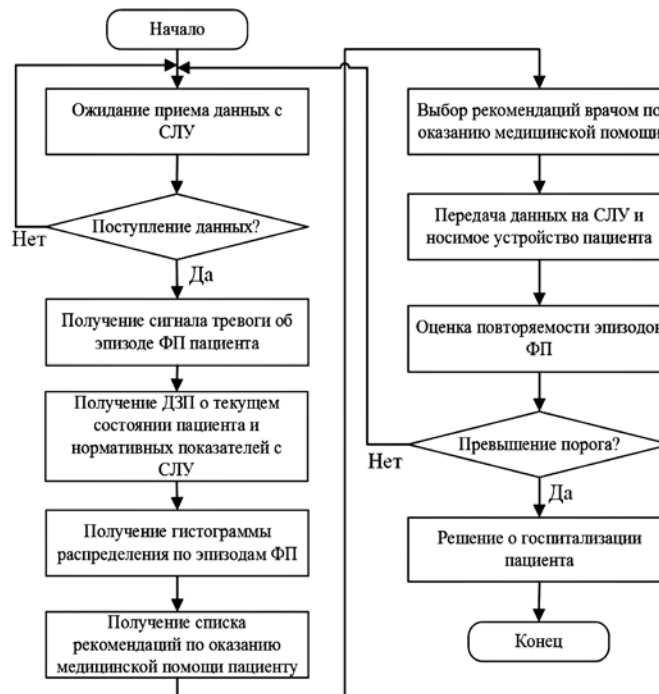 Начало
Ожидание приема данных с
СЛУ
Поступление данных?
Нет
Да
Получение сигнала тревоги об
эпизоде ФП пациента
Получение ДЗП о текущем
состоянии пациента и
нормативных показателей с
СЛУ
Получение гистограммы
распределения по эпизодам ФП
Получение списка
рекомендаций по оказанию
медицинской помощи пациенту
Выбор рекомендаций врачом по
оказанию медицинской помощи
Передача данных на СЛУ и
носимое устройство пациента
Оценка повторяемости эпизодов
ФП
Превышение порога?
Нет
Да
Решение о госпитализации
пациента
Конец